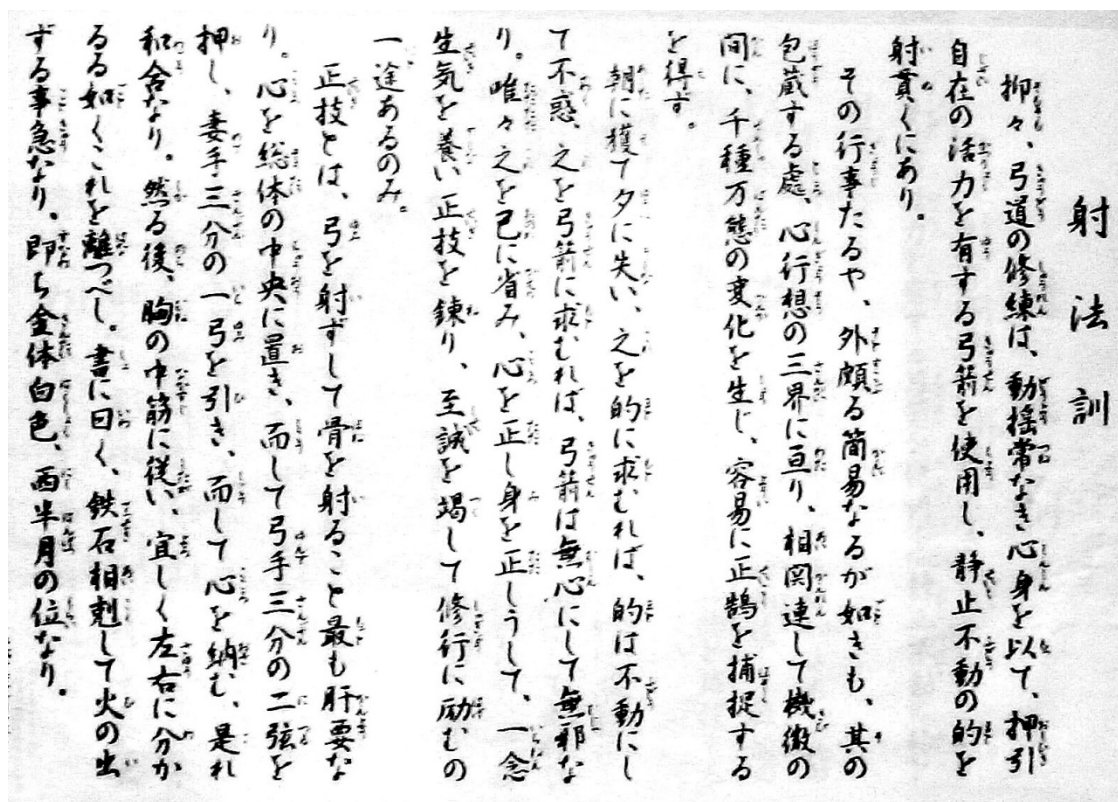 射法訓
抑々、弓道の修練は、動揺常なき心身を以て、押引
自在の活力を有する弓箭を使用し、静止不動の的を
射貫くにあり。
その行事たるや、外頗る簡易なるが如きも、其の
包蔵する處、心行想の三界に亘り、相関連して機微の
間に、千種万態の変化を生じ、容易に正鵠を捕捉する
を得ず。
朝に獲て夕に失い、之を的に求むれば、的は不動にし
て不惑、之を弓箭に求むれば、弓箭は無心にして無邪な
り。唯々之を己に省み、心を正し身を正しうして、一念
生気を養い正技を錬り、至誠を竭して修行に励むの
一途あるのみ。
正技とは、弓を射ずして骨を射ること最も肝要な
り。心を総体の中央に置き、而して弓手三分の二弦を
押し、妻手三分の一弓を引き、而して心を納む、是れ
和合なり。然る後、胸の中筋に従い、宜しく左右に分か
るる如くこれを離つべし。書に曰く、鉄石相剋して火の出
ずる事急なり。即ち金体白色、西半月の位なり。